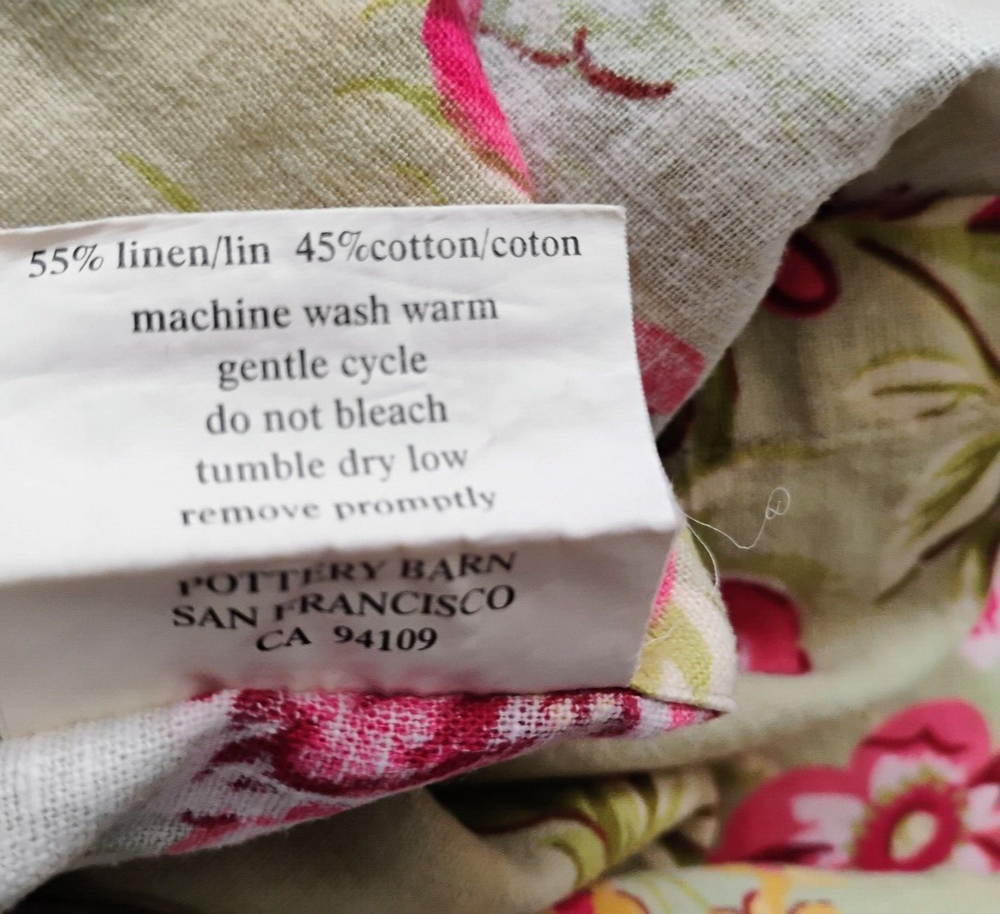 55% linen/lin 45%cotton/coton
machine wash warm
gentle cycle
do not bleach
tumble dry low
remove promptly
POTTERY BARN
SAN FRANCISCO
CA 94109